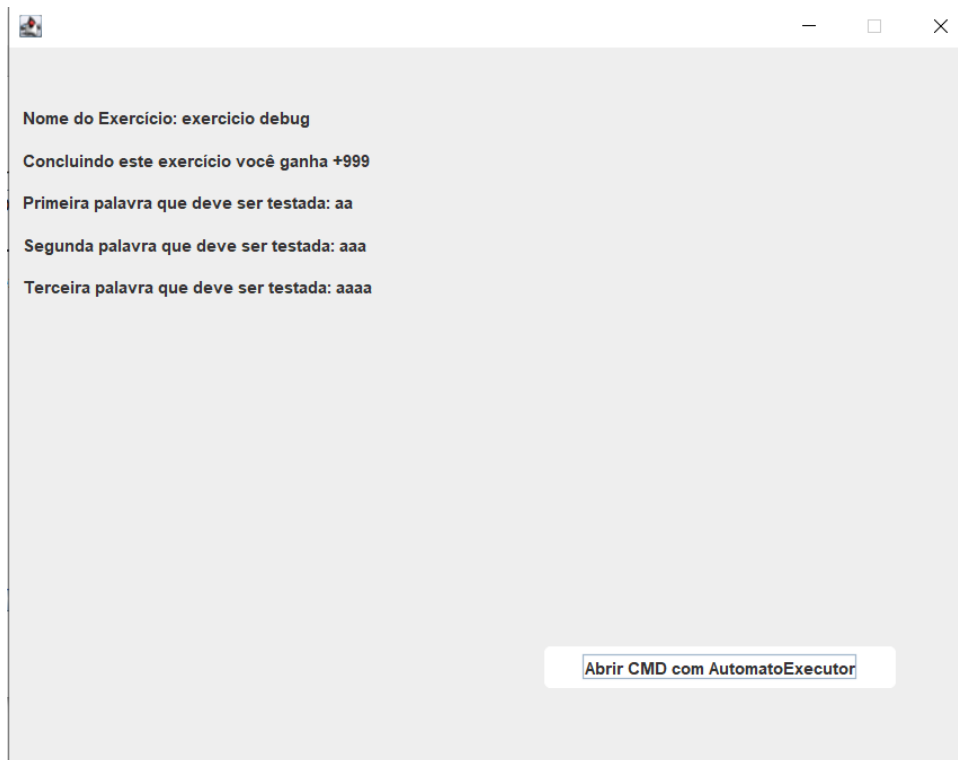 Nome do Exercício: exercicio debug
Concluindo este exercício você ganha +999
Primeira palavra que deve ser testada: aa
Segunda palavra que deve ser testada: aaa
Terceira palavra que deve ser testada: aaaa
Abrir CMD com AutomatoExecutor